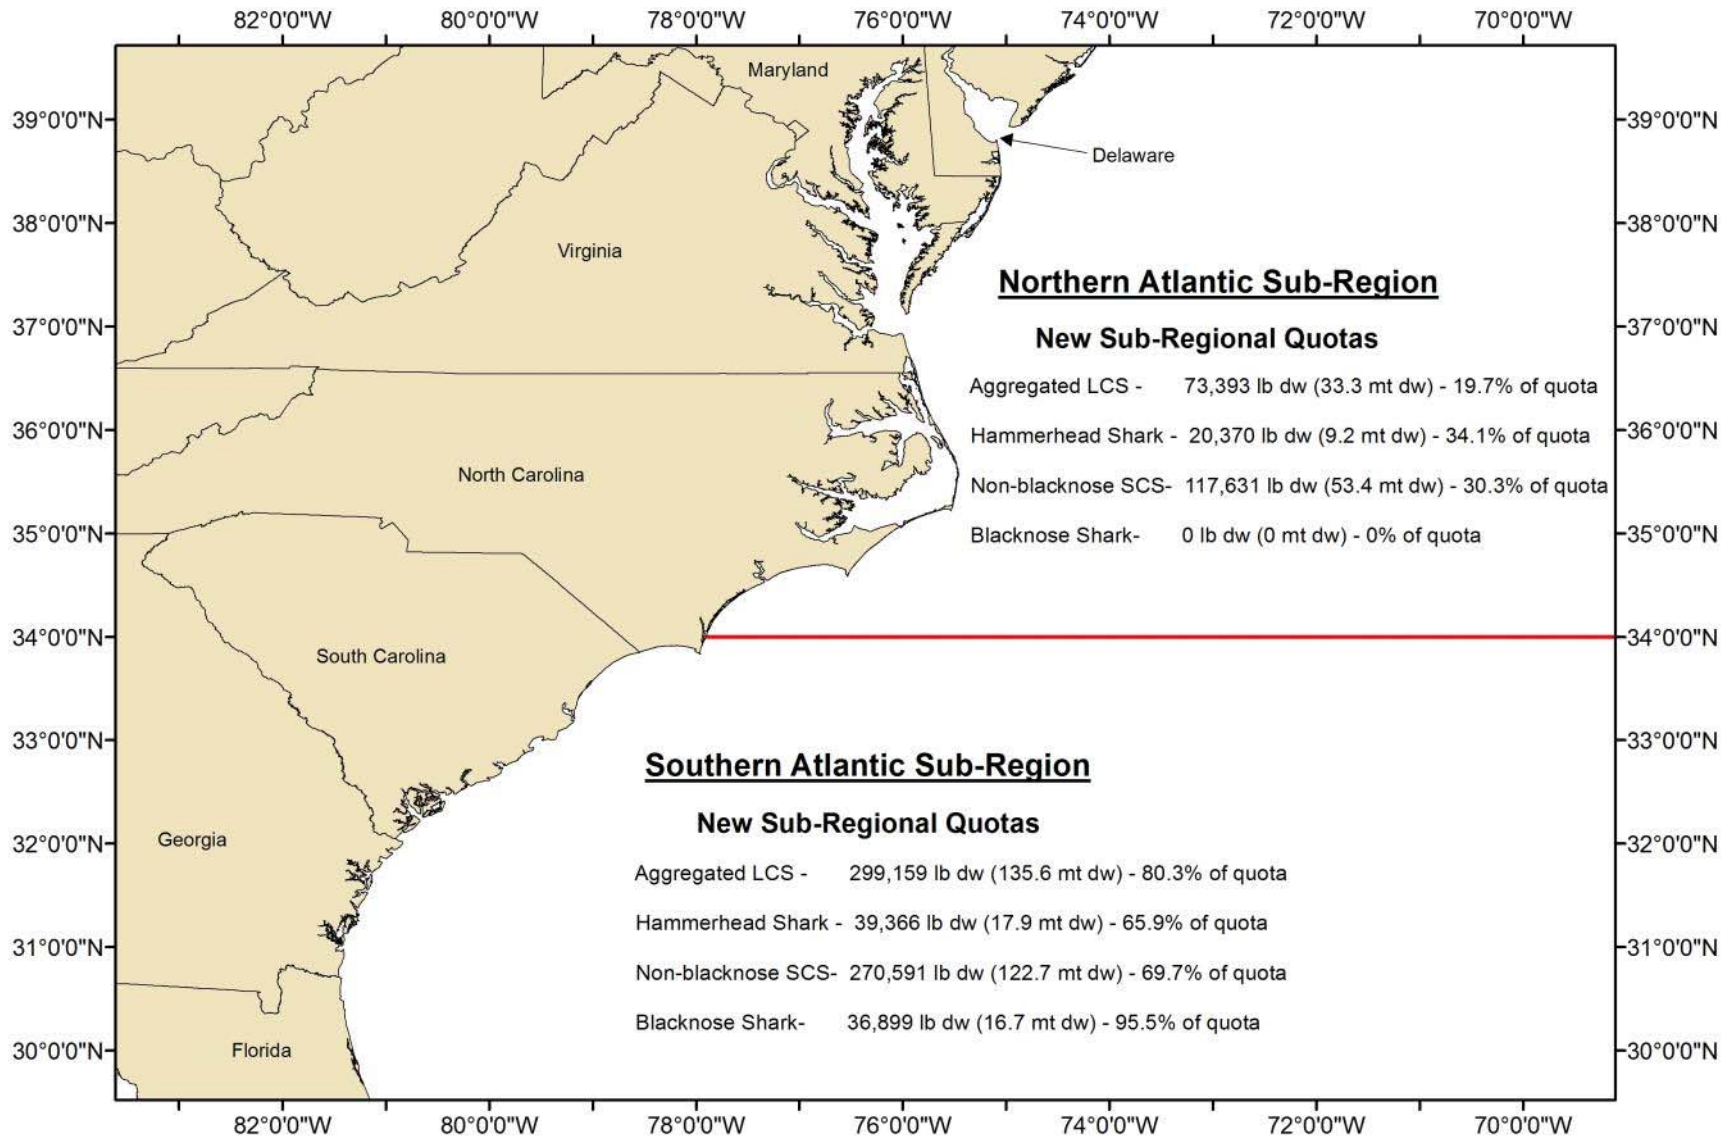 82°0'0"W 80°0'0"W 78°0'0"W 76°0'0"W 74°0'0"W 72°0'0"W 70°0'0"W
Maryland
39°0'0"N 39°0'0"N
Delaware
38°0'0"N 38°0'0"N
Virginia
Northern Atlantic Sub-Region
37°0'0"N 37°0'0"N
New Sub-Regional Quotas
Aggregated LCS - 73,393 lb dw (33.3 mt dw) - 19.7% of quota
36°0'0"N 36°0'0"N
Hammerhead Shark - 20,370 lb dw (9.2 mt dw) - 34.1% of quota
North Carolina
Non-blacknose SCS- 117,631 lb dw (53.4 mt dw) - 30.3% of quota
35°0'0"N 35°0'0"N
Blacknose Shark- 0 lb dw (0 mt dw) - 0% of quota
34°0'0"N 34°0'0"N
South Carolina
33°0'0"N 33°0'0"N
Southern Atlantic Sub-Region
New Sub-Regional Quotas
32°0'0"N 32°0'0"N
Georgia
Aggregated LCS - 299,159 lb dw (135.6 mt dw) - 80.3% of quota
Hammerhead Shark - 39,366 lb dw (17.9 mt dw) - 65.9% of quota
31°0'0"N 31°0'0"N
Non-blacknose SCS- 270,591 lb dw (122.7 mt dw) - 69.7% of quota
Blacknose Shark- 36,899 lb dw (16.7 mt dw) - 95.5% of quota
30°0'0"N 30°0'0"N
Florida
82°0'0"W 80°0'0"W 78°0'0"W 76°0'0"W 74°0'0"W 72°0'0"W 70°0'0"W